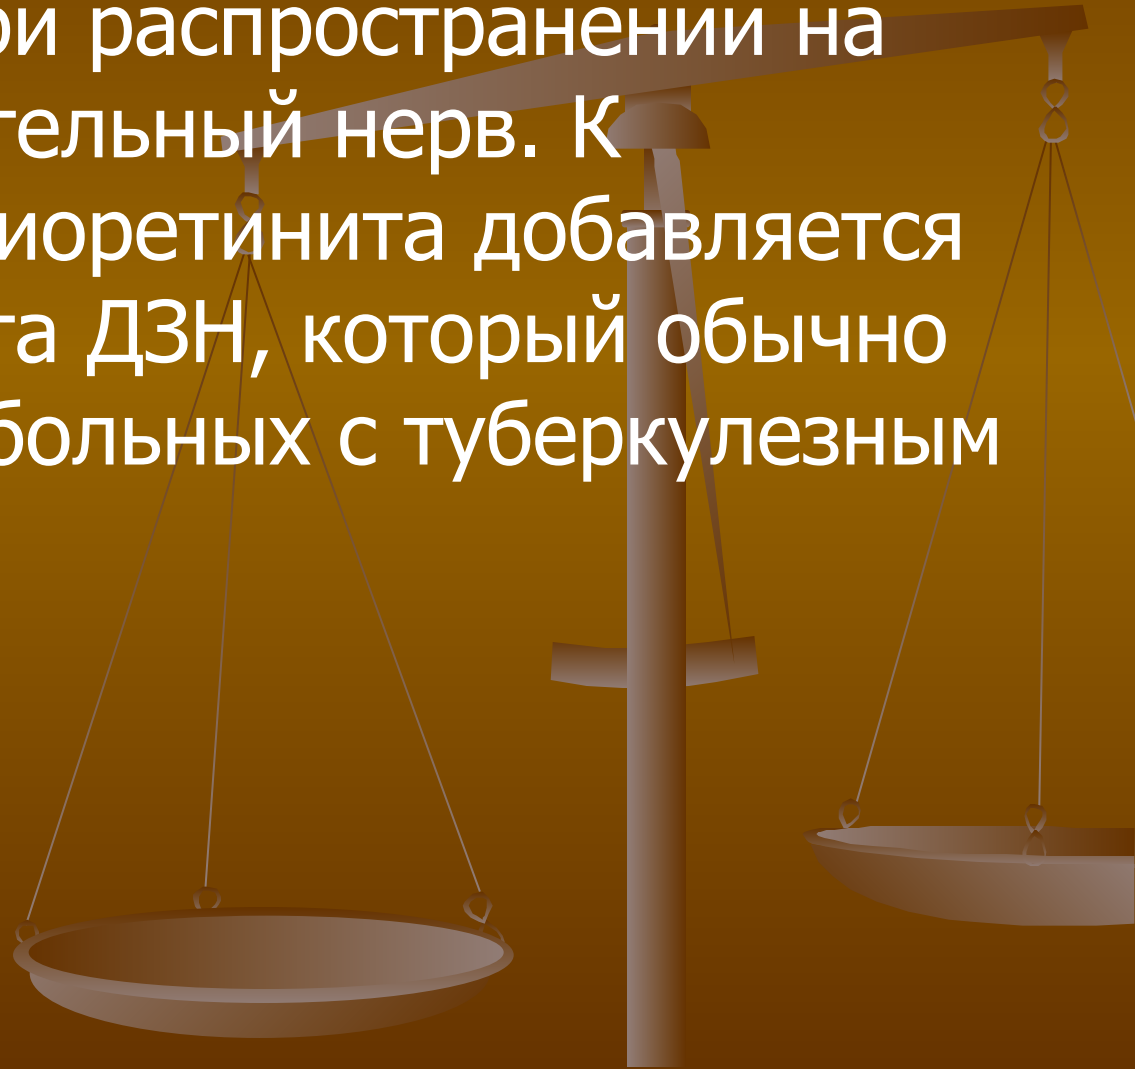 ри распространении на
тельный нерв. К
иоретинита добавляется
та ДЗН, который обычно
больных с туберкулезным